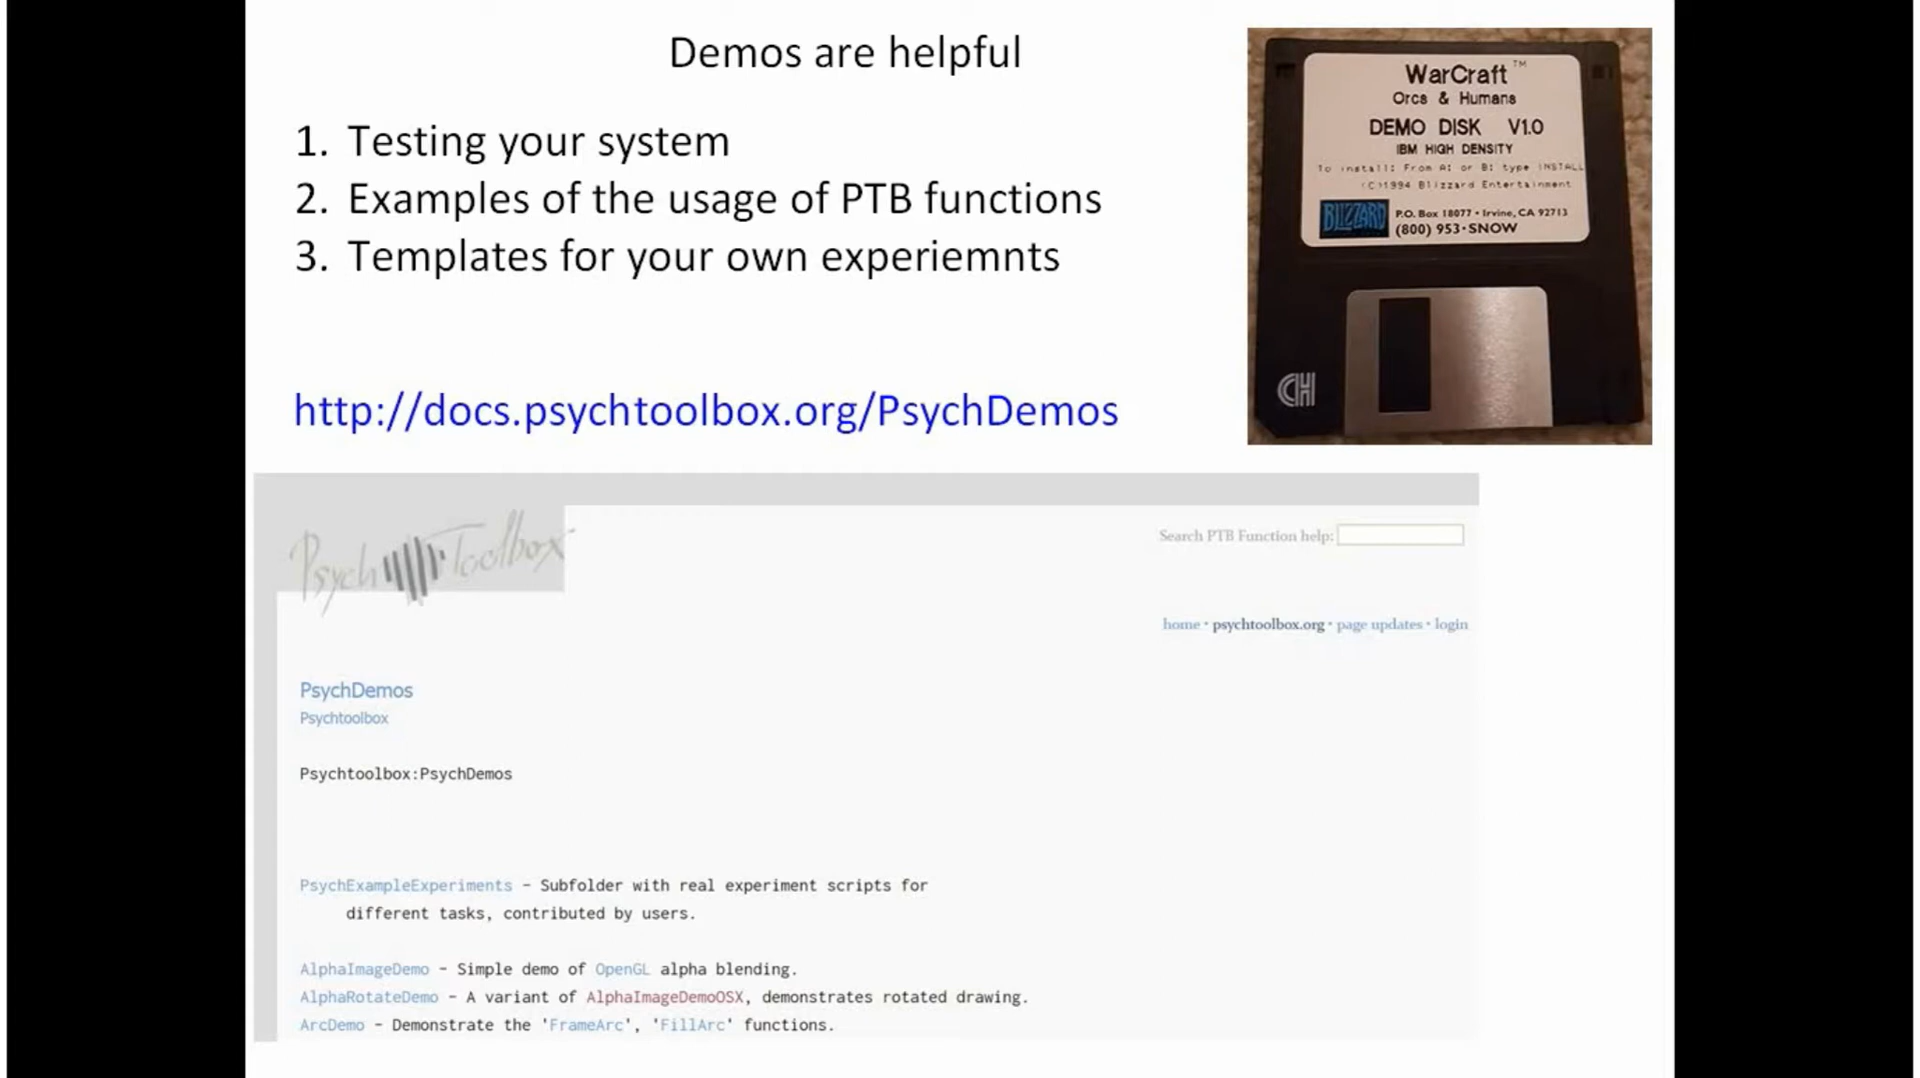 Demos are helpful
1. Testing your system
2. Examples of the usage of PTB functions
3. Templates for your own experiemnts
http://docs.psychtoolbox.org/PsychDemos
WarCraft™
Orcs & Humans
DEMO DISK V1.0
IBM HIGH DENSITY
To install: From A: or B: type INSTALL
(C)1994 Blizzard Entertainment
BLIZZARD
P.O. Box 18077 • Irvine, CA 92713
(800) 953-SNOW
CH
Psych Toolbox
Search PTB Function help:
home • psychtoolbox.org • page updates • login
PsychDemos
Psychtoolbox
Psychtoolbox:PsychDemos
PsychExampleExperiments - Subfolder with real experiment scripts for
different tasks, contributed by users.
AlphaImageDemo - Simple demo of OpenGL alpha blending.
AlphaRotateDemo - A variant of AlphaImageDemoOSX, demonstrates rotated drawing.
ArcDemo - Demonstrate the 'FrameArc', 'FillArc' functions.